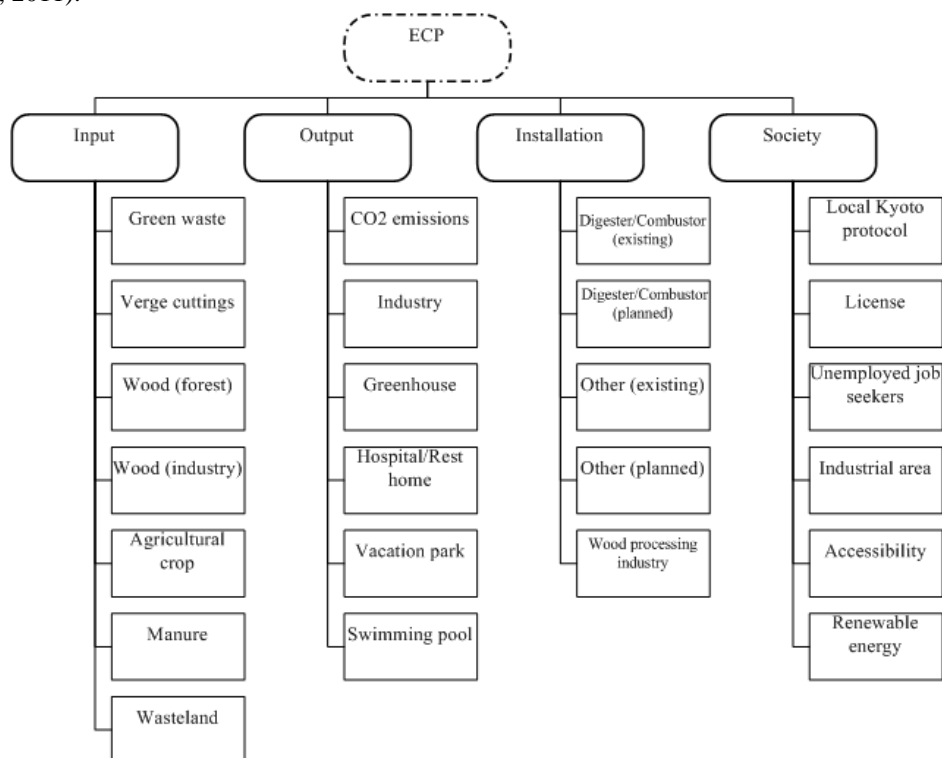 , 2011).
ECP
Input
Output
Installation
Society
Green waste
Verge cuttings
Wood (forest)
Wood (industry)
Agricultural
crop
Manure
Wasteland
CO2 emissions
Industry
Greenhouse
Hospital/Rest
home
Vacation park
Swimming pool
Digester/Combustor
(existing)
Digester/Combustor
(planned)
Other (existing)
Other (planned)
Wood processing
industry
Local Kyoto
protocol
License
Unemployed job
seekers
Industrial area
Accessibility
Renewable
energy